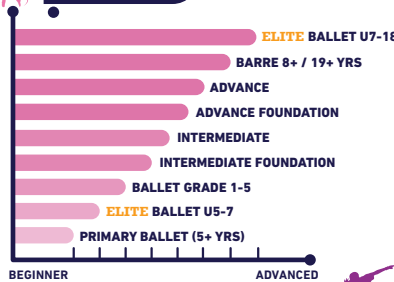 ELITE BALLET U7-18
BARRE 8+ / 19+ YRS
ADVANCE
ADVANCE FOUNDATION
INTERMEDIATE
INTERMEDIATE FOUNDATION
BALLET GRADE 1-5
ELITE BALLET U5-7
PRIMARY BALLET (5+ YRS)
BEGINNER ADVANCED